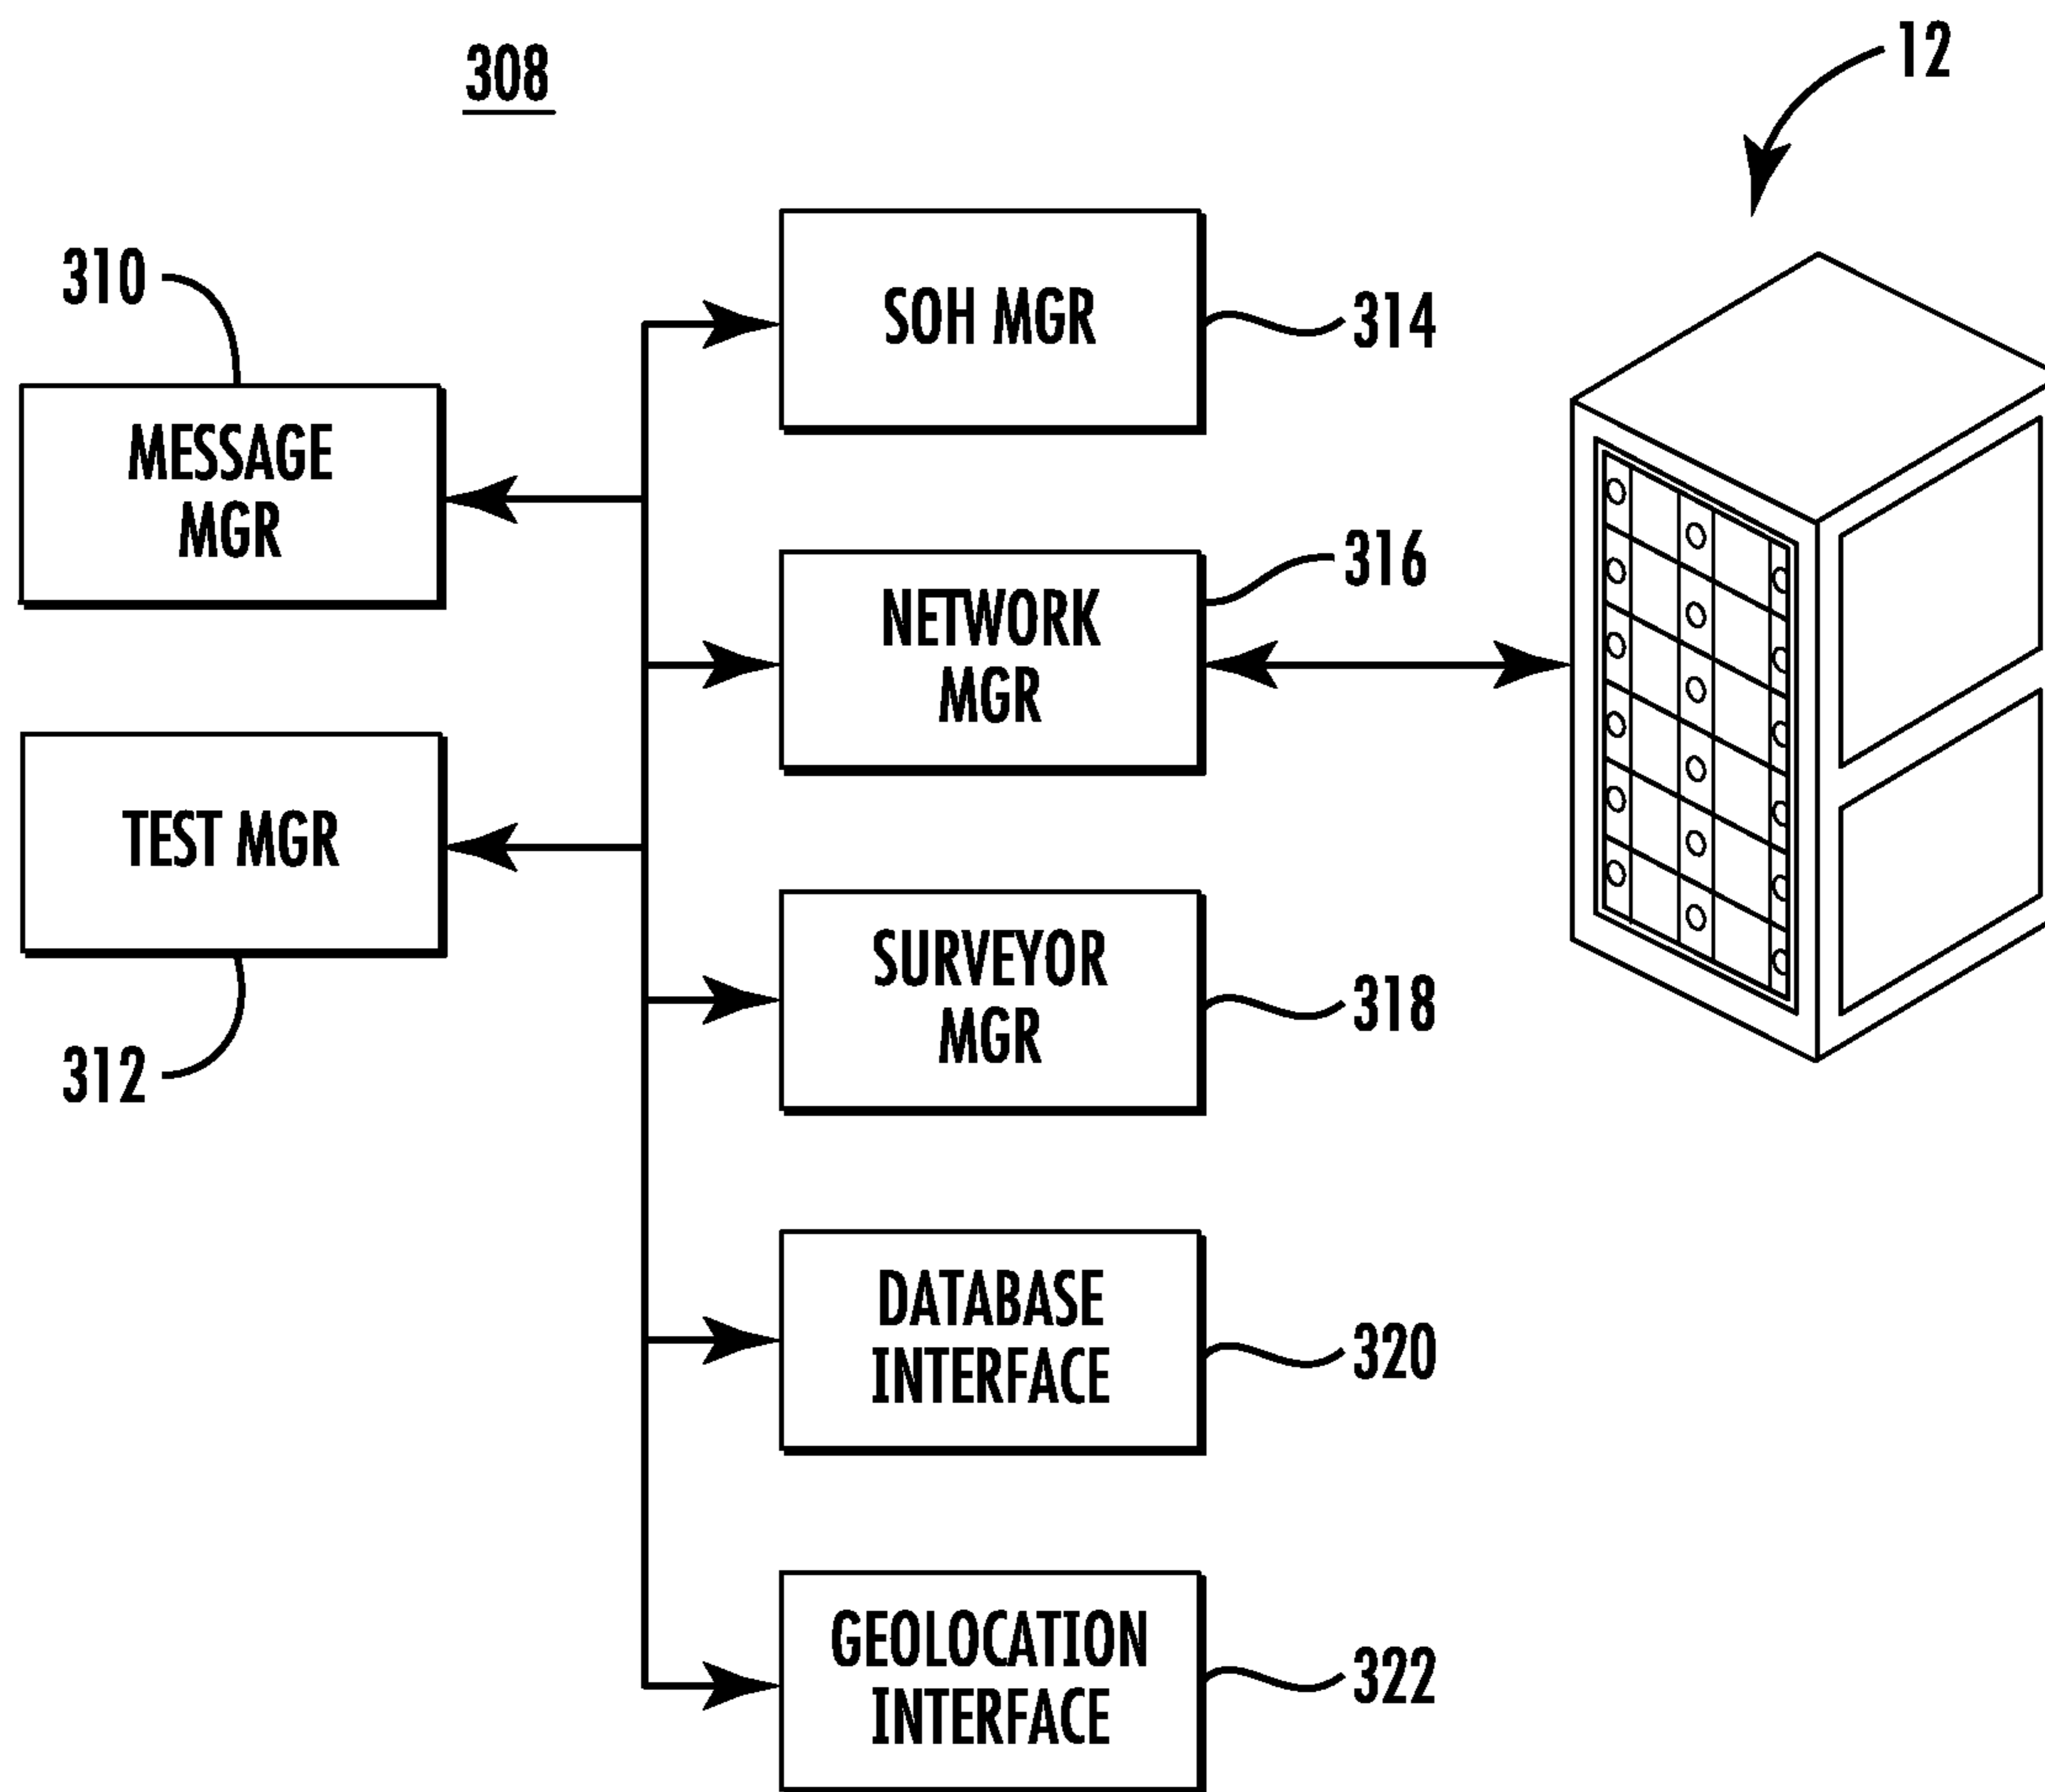 308
12
310
MESSAGE
MGR
TEST MGR
312
SOH MGR
314
NETWORK
MGR
316
SURVEYOR
MGR
318
DATABASE
INTERFACE
320
GEOLOCATION
INTERFACE
322